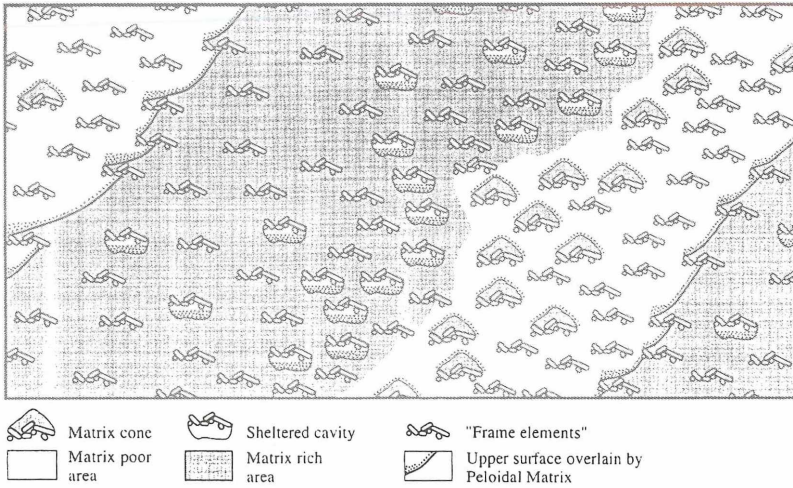 Matrix cone
Sheltered cavity
"Frame elements"
Matrix poor
area
Matrix rich
area
Upper surface overlain by
Peloidal Matrix